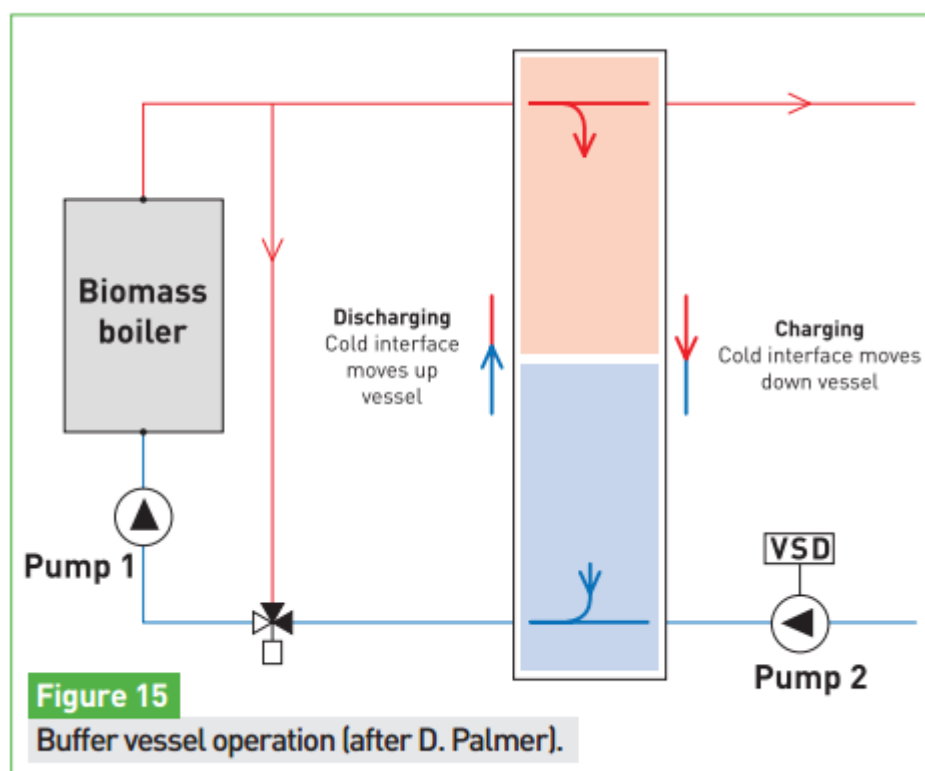 Biomass
boiler
Discharging
Cold interface
moves up
vessel
Charging
Cold interface moves
down vessel
Pump 1
VSD
Pump 2
Figure 15
Buffer vessel operation (after D. Palmer).